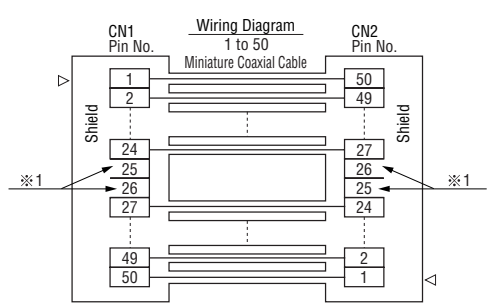 CN1
Pin No.
Wiring Diagram
1 to 50
Miniature Coaxial Cable
CN2
Pin No.
▷
1
50
2
49
Shield
Shield
24
27
25
26
※1
※1
26
25
27
24
49
2
50
1
◁